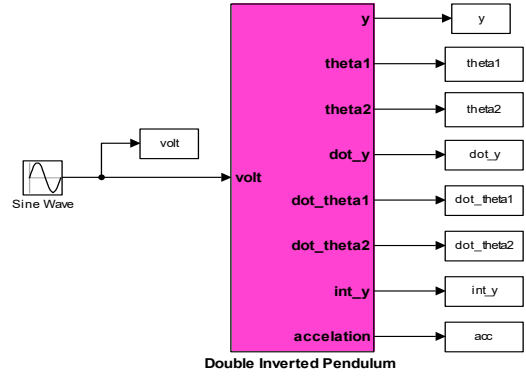 y
y
theta1
theta1
theta2
theta2
volt
dot_y
dot_y
volt
Sine Wave
dot_theta1
dot_theta1
dot_theta2
dot_theta2
int_y
int_y
accelation
acc
Double Inverted Pendulum